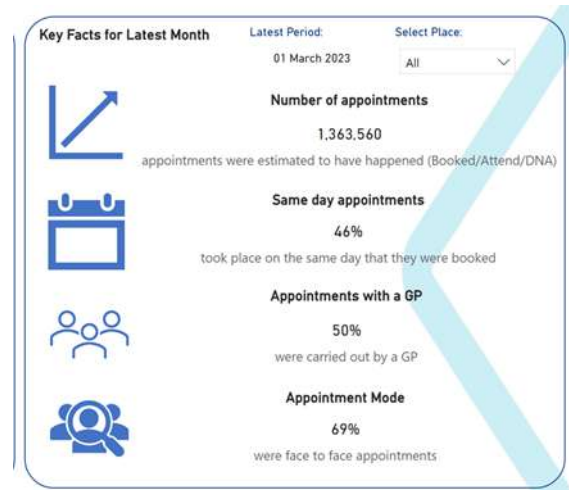 Key Facts for Latest Month
Latest Period:
Select Place:
01 March 2023
All
Number of appointments
1,363,560
appointments were estimated to have happened (Booked/Attend/DNA)
Same day appointments
46%
took place on the same day that they were booked
Appointments with a GP
50%
were carried out by a GP
Appointment Mode
69%
were face to face appointments